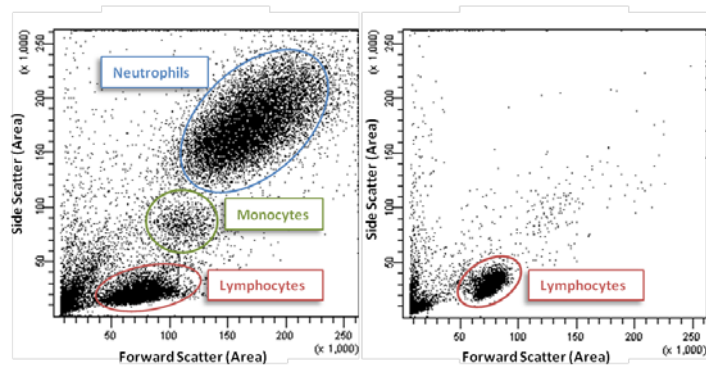 (x 1,000)
Side Scatter (Area)
250
200
150
100
50
Neutrophils
Monocytes
Lymphocytes
50 100 150 200 250
(x 1,000)
Forward Scatter (Area)
(x 1,000)
Side Scatter (Area)
250
200
150
100
50
Lymphocytes
50 100 150 200 250
(x 1,000)
Forward Scatter (Area)